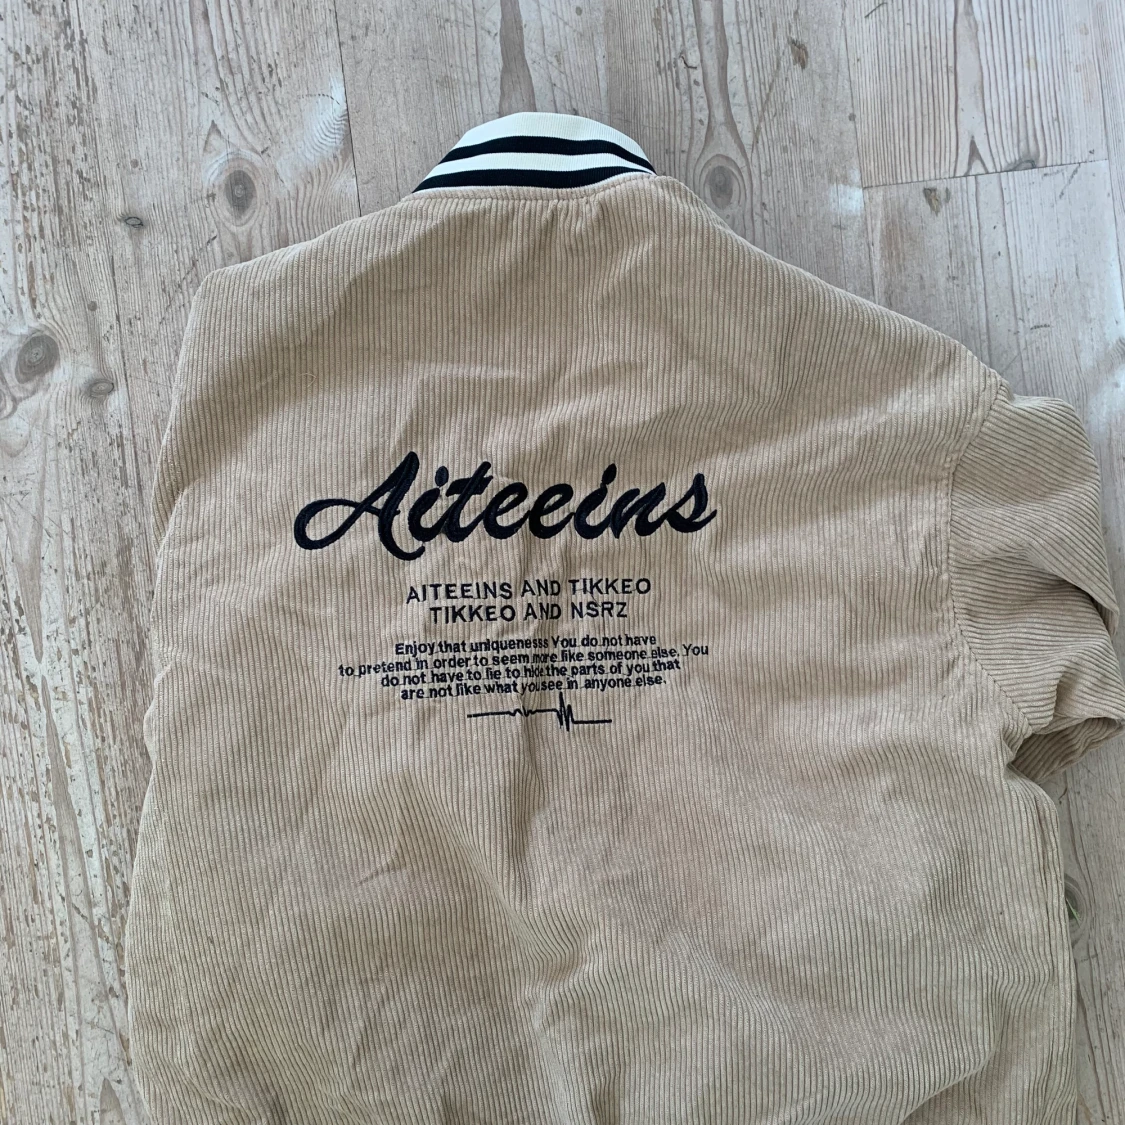 Aiteeins
AITEEINS AND TIKKEO
TIKKEO AND NSRZ
Enjoy that uniquenesss You do not have
to pretend in order to seem more like someone else. You
do not have to lie to hide the parts of you that
are not like what you see in anyone else.